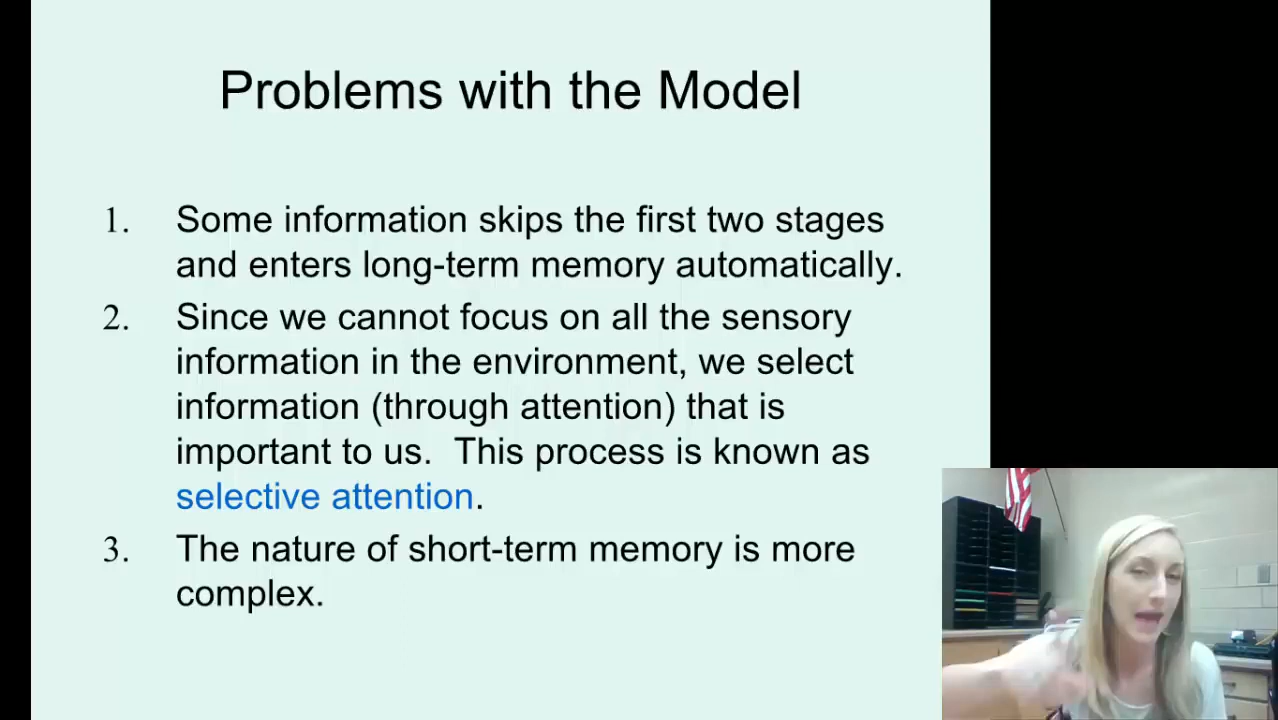 Problems with the Model
1. Some information skips the first two stages
and enters long-term memory automatically.
2. Since we cannot focus on all the sensory
information in the environment, we select
information (through attention) that is
important to us.  This process is known as
selective attention.
3. The nature of short-term memory is more
complex.